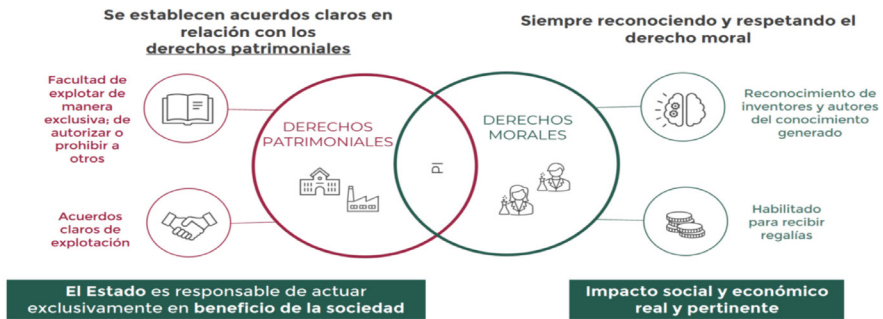 Se establecen acuerdos claros en
relación con los
derechos patrimoniales
Siempre reconociendo y respetando el
derecho moral
Facultad de
explotar de
manera
exclusiva; de
autorizar o
prohibir a
otros
Acuerdos
claros de
explotación
DERECHOS
PATRIMONIALES
PI
DERECHOS
MORALES
Reconocimiento de
inventores y autores
del conocimiento
generado
Habilitado
para recibir
regalías
El Estado es responsable de actuar
exclusivamente en beneficio de la sociedad
Impacto social y económico
real y pertinente